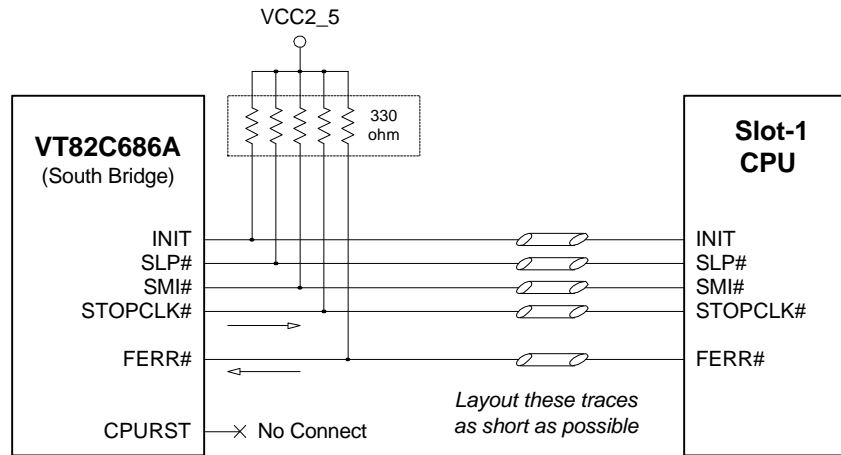 VCC2_5
330
ohm
VT82C686A
(South Bridge)
Slot-1
CPU
INIT
INIT
SLP#
SLP#
SMI#
SMI#
STOPCLK#
STOPCLK#
FERR#
FERR#
Layout these traces
as short as possible
CPURST
No Connect